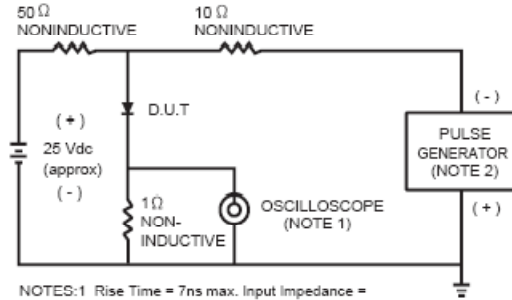 50 Ω
NONINDUCTIVE
10 Ω
NONINDUCTIVE
( + )
25 Vdc
(approx)
( - )
D.U.T
1Ω
NON-
INDUCTIVE
OSCILLOSCOPE
(NOTE 1)
( - )
PULSE
GENERATOR
(NOTE 2)
( + )
NOTES:1 Rise Time = 7ns max. Input Impedance =